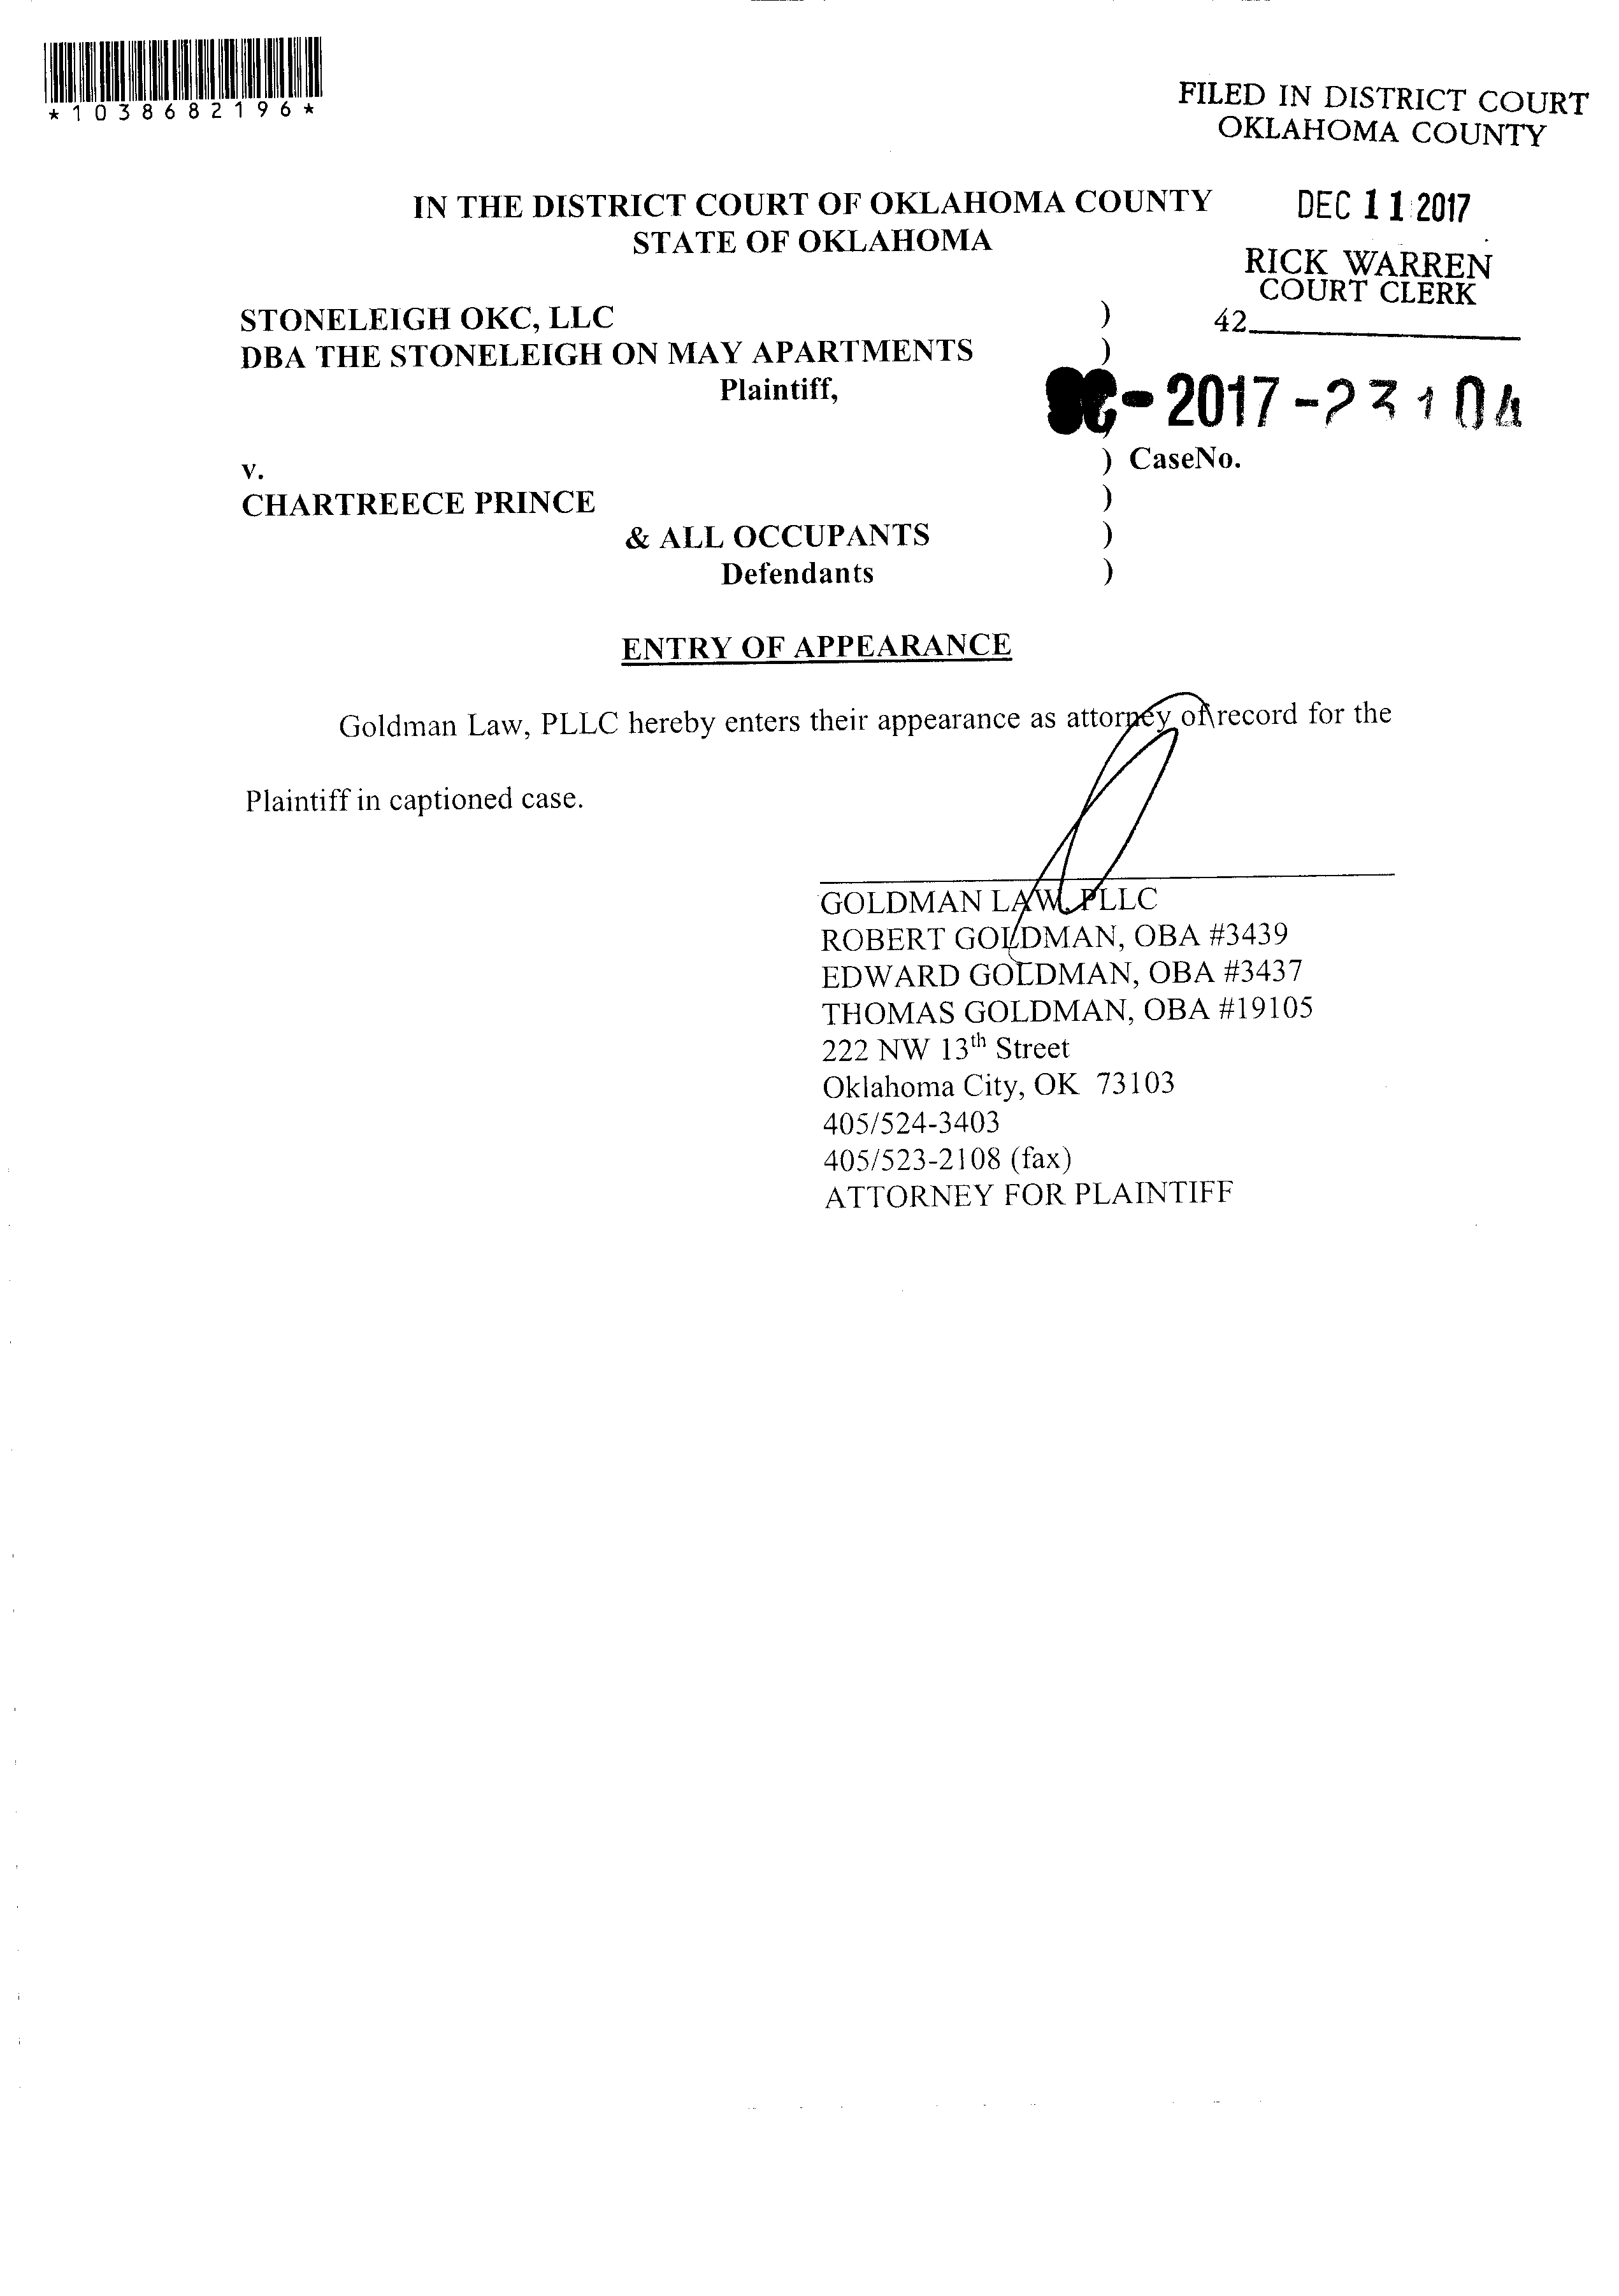 *1038682196*
FILED IN DISTRICT COURT
OKLAHOMA COUNTY
IN THE DISTRICT COURT OF OKLAHOMA COUNTY
STATE OF OKLAHOMA
DEC 11 2017
RICK WARREN
COURT CLERK
42
STONELEIGH OKC, LLC )
DBA THE STONELEIGH ON MAY APARTMENTS )
Plaintiff,
SC-2017-23104
v. ) CaseNo.
CHARTREECE PRINCE )
& ALL OCCUPANTS )
Defendants )
ENTRY OF APPEARANCE
Goldman Law, PLLC hereby enters their appearance as attorney of record for the
Plaintiff in captioned case.
GOLDMAN LAW, PLLC
ROBERT GOLDMAN, OBA #3439
EDWARD GOLDMAN, OBA #3437
THOMAS GOLDMAN, OBA #19105
222 NW 13th Street
Oklahoma City, OK 73103
405/524-3403
405/523-2108 (fax)
ATTORNEY FOR PLAINTIFF